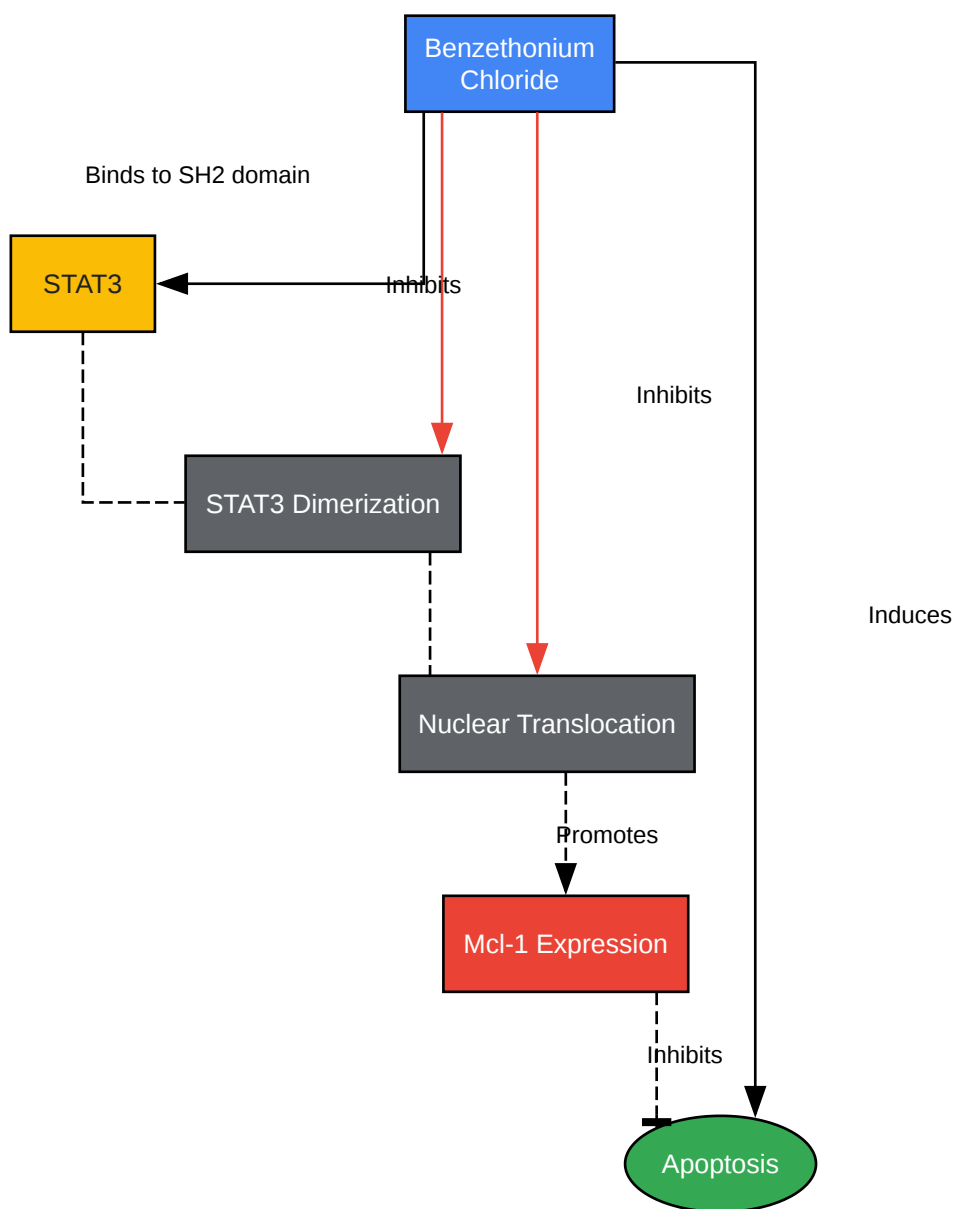 Benzethonium
Chloride
Binds to SH2 domain
STAT3
Inhibits
Inhibits
STAT3 Dimerization
Induces
Nuclear Translocation
Promotes
Mcl-1 Expression
Inhibits
Apoptosis